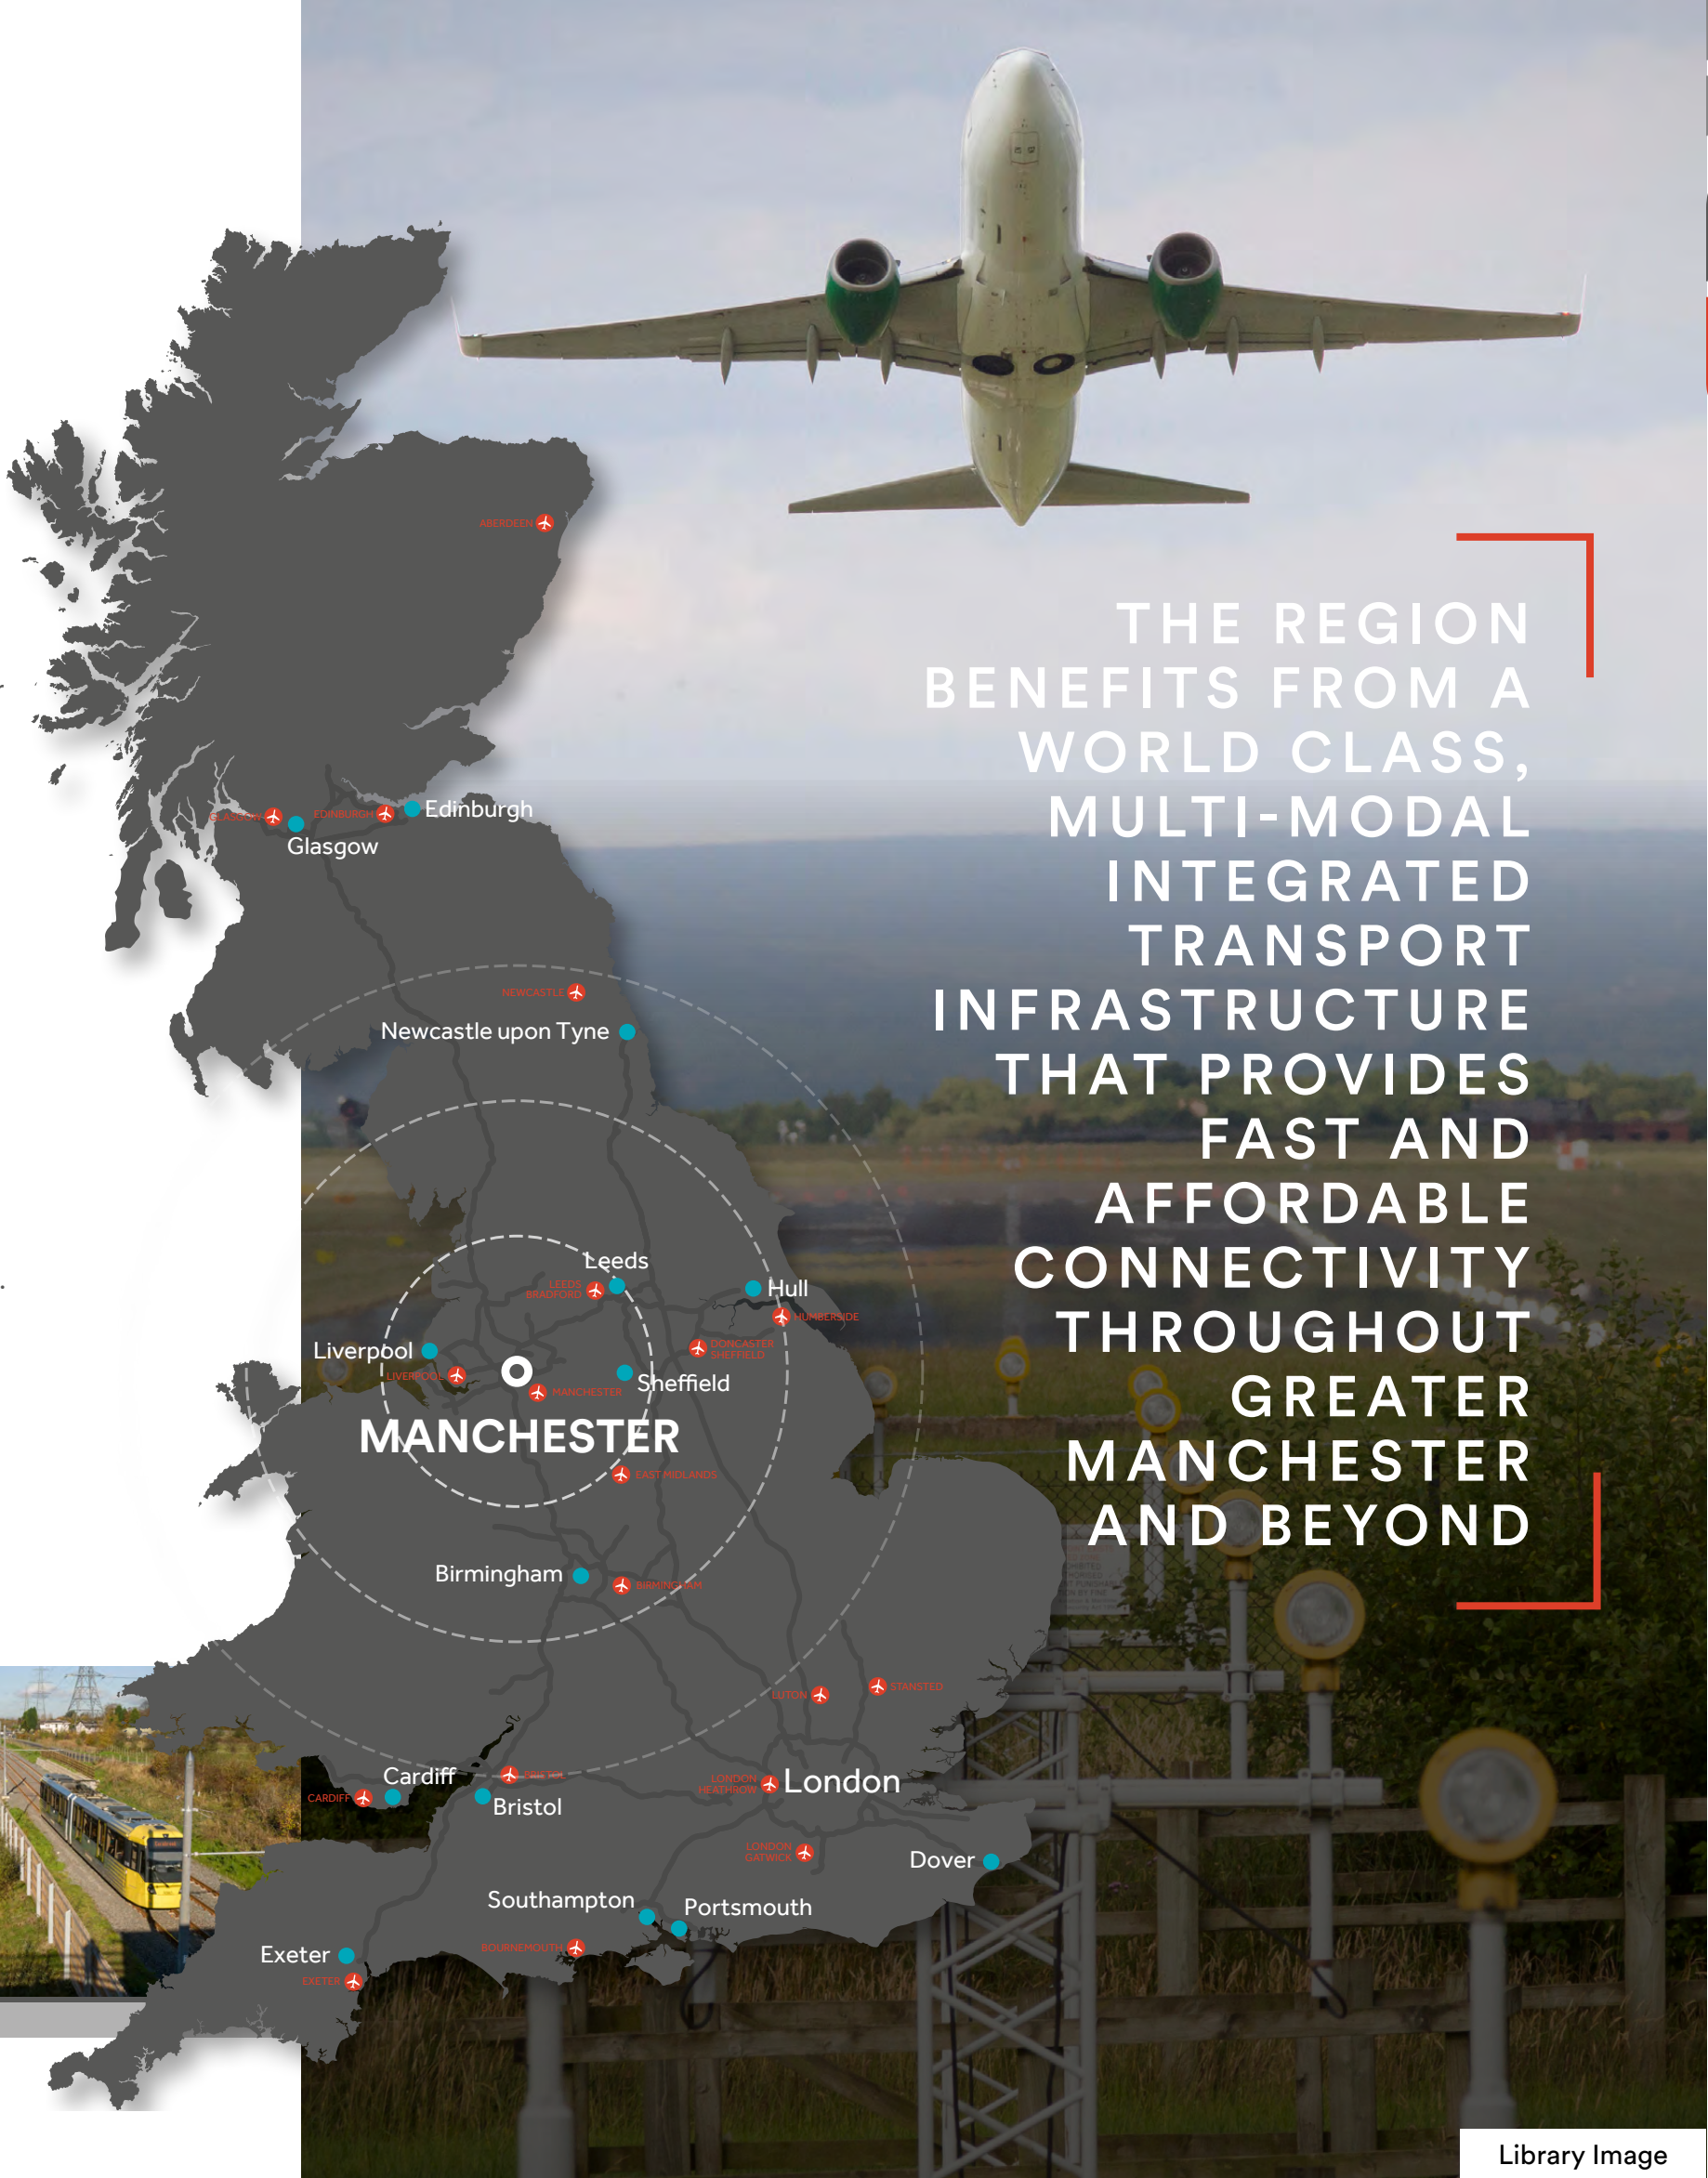 THE REGION
BENEFITS FROM A
WORLD CLASS,
MULTI-MODAL
INTEGRATED
TRANSPORT
INFRASTRUCTURE
THAT PROVIDES
FAST AND
AFFORDABLE
CONNECTIVITY
THROUGHOUT
GREATER
MANCHESTER
AND BEYOND
ABERDEEN
GLASGOW
EDINBURGH
Edinburgh
Glasgow
NEWCASTLE
Newcastle upon Tyne
Leeds
LEEDS
BRADFORD
Hull
HUMBERSIDE
DONCASTER
SHEFFIELD
Liverpool
LIVERPOOL
Sheffield
MANCHESTER
MANCHESTER
EAST MIDLANDS
Birmingham
BIRMINGHAM
LUTON
STANSTED
Cardiff
CARDIFF
BRISTOL
Bristol
LONDON
HEATHROW
London
LONDON
GATWICK
Dover
Southampton
Portsmouth
BOURNEMOUTH
Exeter
EXETER
Library Image